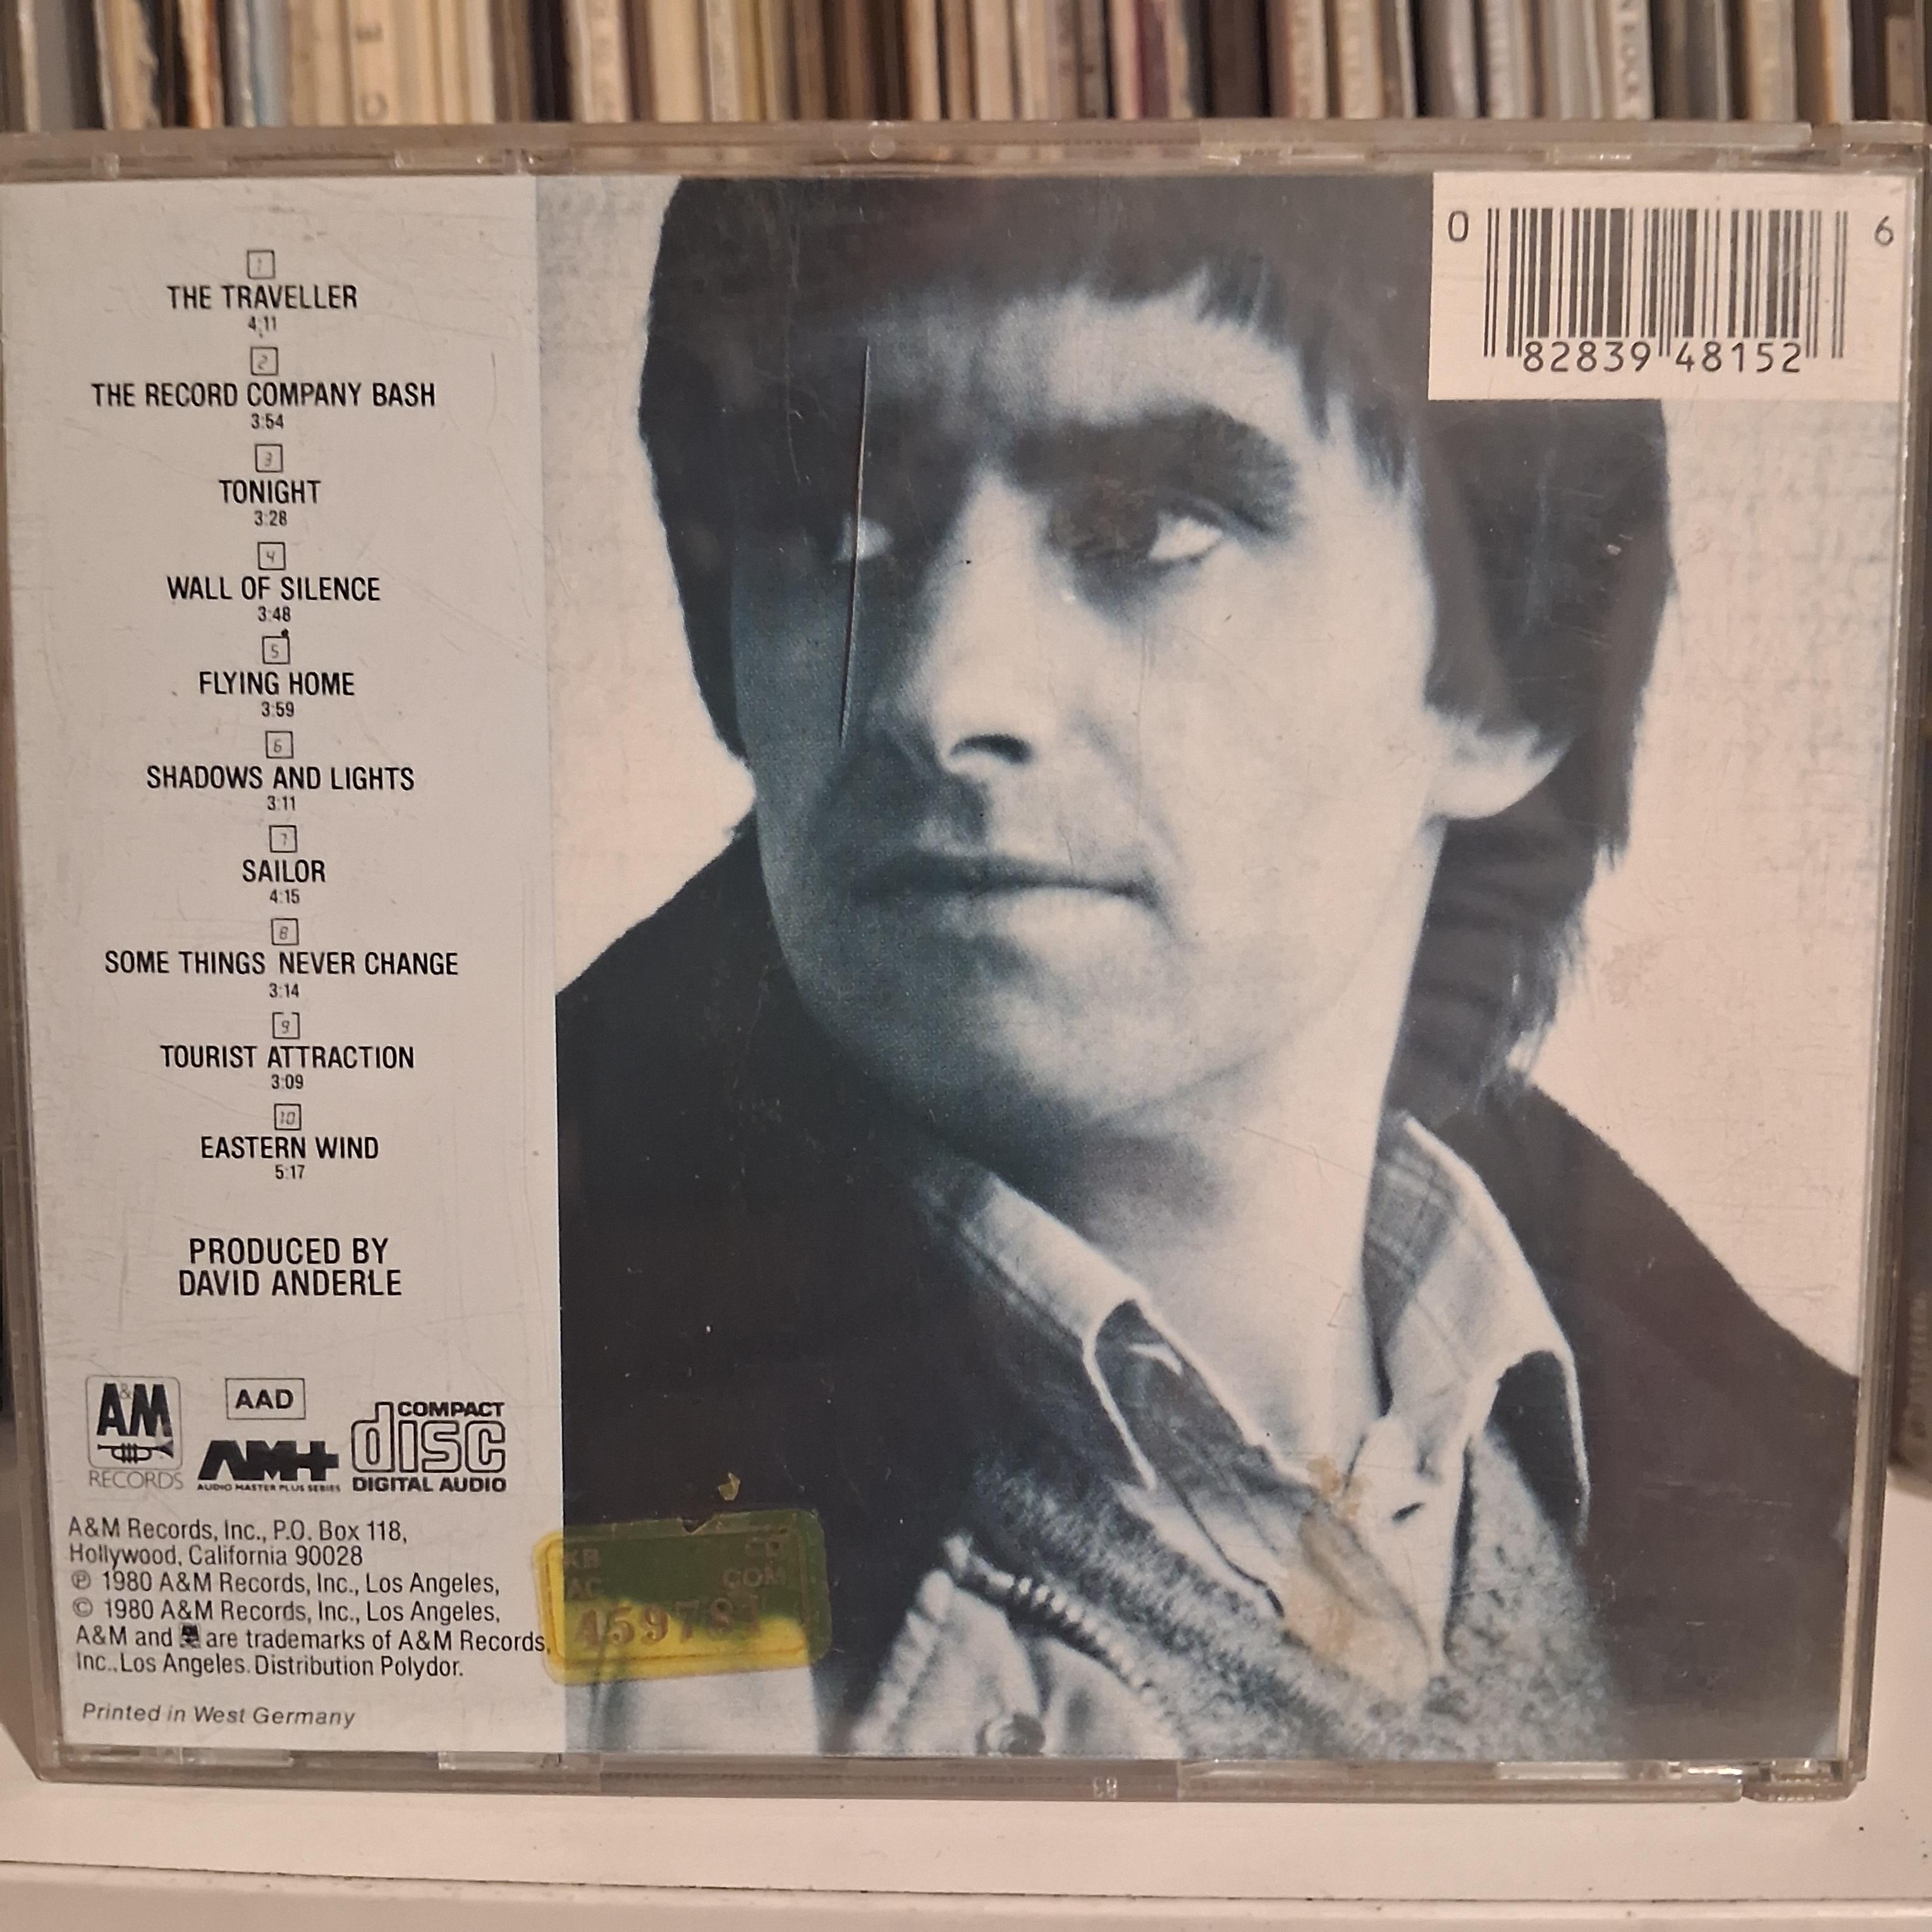 1
THE TRAVELLER
4:11
2
THE RECORD COMPANY BASH
3:54
3
TONIGHT
3:28
4
WALL OF SILENCE
3:48
5
FLYING HOME
3:59
6
SHADOWS AND LIGHTS
3:11
7
SAILOR
4:15
8
SOME THINGS NEVER CHANGE
3:14
9
TOURIST ATTRACTION
3:09
10
EASTERN WIND
5:17
PRODUCED BY
DAVID ANDERLE
A&M
RECORDS
AAD
AM+
AUDIO MASTER PLUS SERIES
COMPACT
disc
DIGITAL AUDIO
A&M Records, Inc., P.O. Box 118,
Hollywood, California 90028
℗ 1980 A&M Records, Inc., Los Angeles,
© 1980 A&M Records, Inc., Los Angeles,
A&M and are trademarks of A&M Records,
Inc., Los Angeles. Distribution Polydor.
Printed in West Germany
0 82839 48152 6
KB CD
AC COM